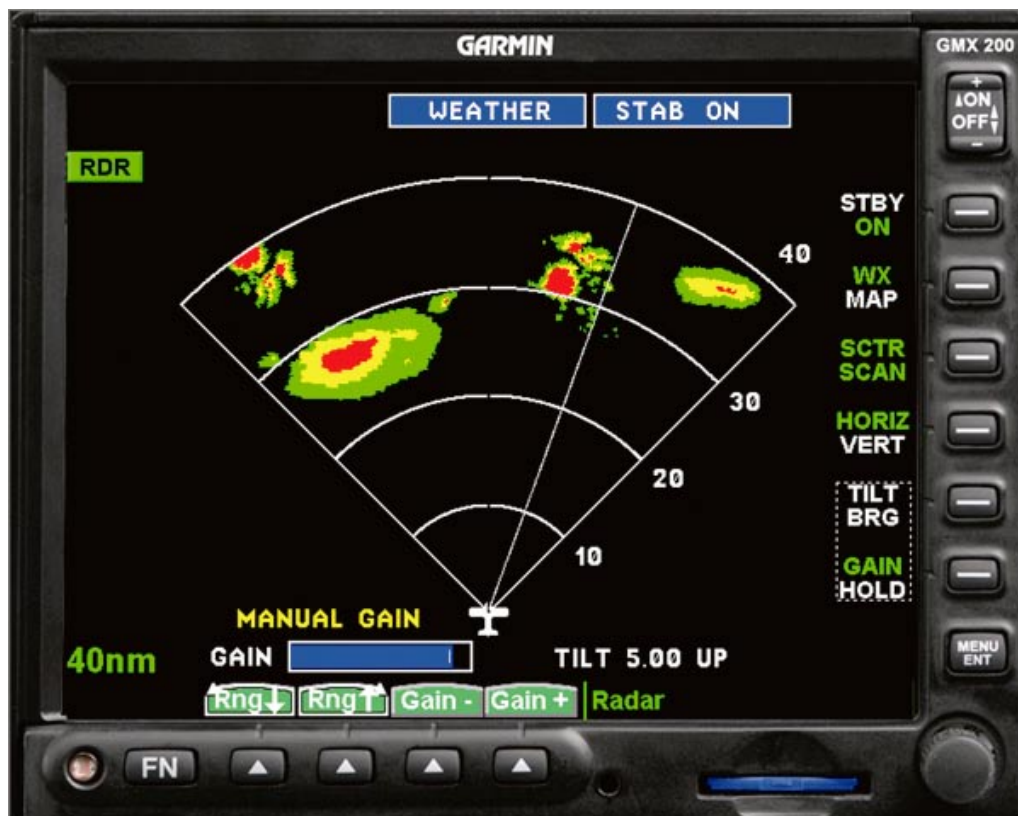 GARMIN
GMX 200
WEATHER
STAB ON
+
ON
OFF
-
RDR
STBY
ON
WX
MAP
40
SCTR
SCAN
30
HORIZ
VERT
20
TILT
BRG
10
GAIN
HOLD
MANUAL GAIN
40nm
GAIN
TILT 5.00 UP
MENU
ENT
Rng↓
Rng↑
Gain -
Gain +
Radar
FN